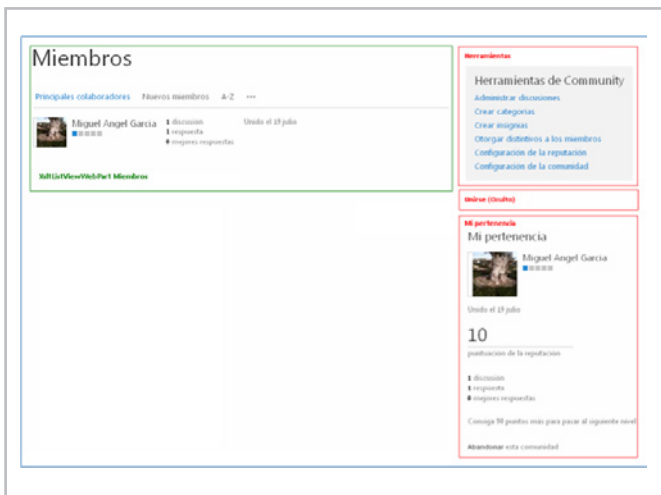 Miembros
Principales colaboradores Nuevos miembros A-Z ···
Miguel Angel Garcia
1 discusión
1 respuesta
0 mejores respuestas
Unido el 19 julio
XsltListViewWebPart Miembros
Herramientas
Herramientas de Community
Administrar discusiones
Crear categorías
Crear insignias
Otorgar distintivos a los miembros
Configuración de la reputación
Configuración de la comunidad
Unirse (Oculto)
Mi pertenencia
Mi pertenencia
Miguel Angel Garcia
Unido el 19 julio
10
puntuación de la reputación
1 discusión
1 respuesta
0 mejores respuestas
Consiga 90 puntos más para pasar al siguiente nivel
Abandonar esta comunidad